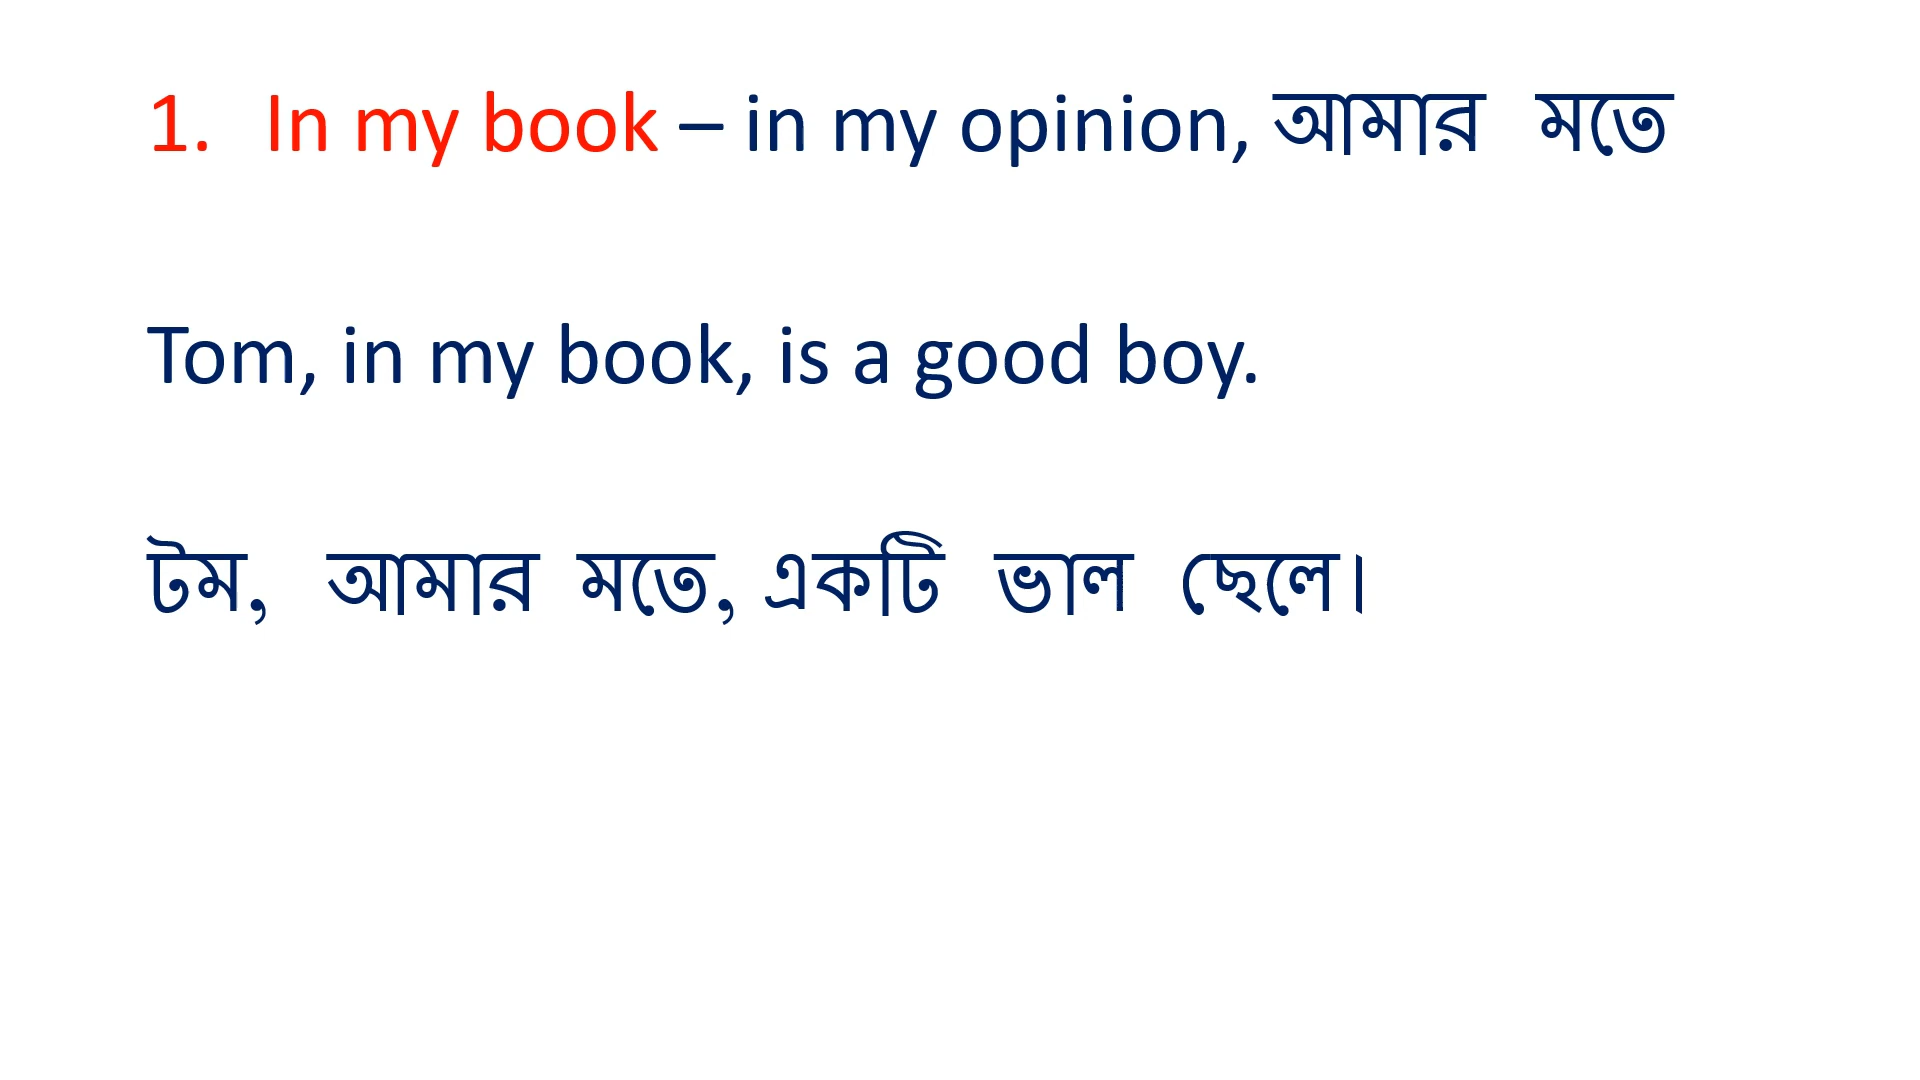 1. In my book – in my opinion, আমার মতে
Tom, in my book, is a good boy.
টম, আমার মতে, একটি ভাল ছেলে।